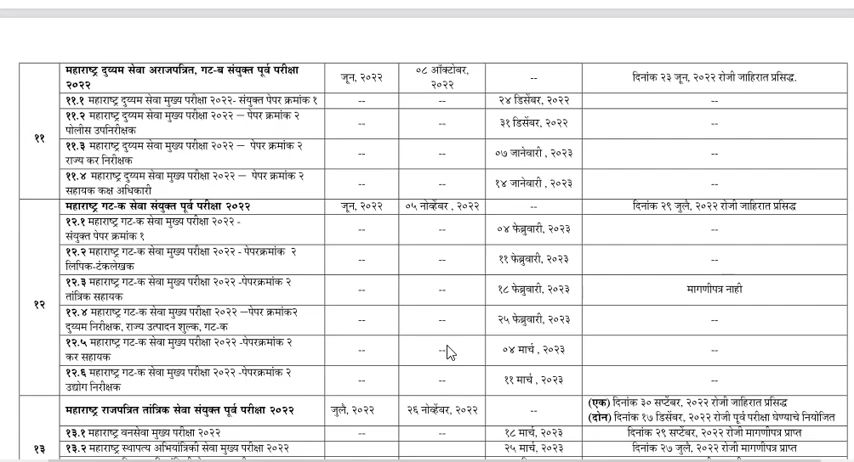 महाराष्ट्र दुय्यम सेवा अराजपत्रित, गट-ब संयुक्त पूर्व परीक्षा
२०२२
जून, २०२२
०८ ऑक्टोबर,
२०२२
--
दिनांक २३ जून, २०२२ रोजी जाहिरात प्रसिद्ध.
११
११.१ महाराष्ट्र दुय्यम सेवा मुख्य परीक्षा २०२२- संयुक्त पेपर क्रमांक १
-- -- २४ डिसेंबर, २०२२ --
११.२ महाराष्ट्र दुय्यम सेवा मुख्य परीक्षा २०२२ – पेपर क्रमांक २
पोलीस उपनिरीक्षक
-- -- ३१ डिसेंबर, २०२२ --
११.३ महाराष्ट्र दुय्यम सेवा मुख्य परीक्षा २०२२ – पेपर क्रमांक २
राज्य कर निरीक्षक
-- -- ०७ जानेवारी , २०२३ --
११.४ महाराष्ट्र दुय्यम सेवा मुख्य परीक्षा २०२२ – पेपर क्रमांक २
सहायक कक्ष अधिकारी
-- -- १४ जानेवारी , २०२३ --
१२
महाराष्ट्र गट-क सेवा संयुक्त पूर्व परीक्षा २०२२
जून, २०२२ ०५ नोव्हेंबर , २०२२ -- दिनांक २९ जुलै, २०२२ रोजी जाहिरात प्रसिद्ध
१२.१ महाराष्ट्र गट-क सेवा मुख्य परीक्षा २०२२ -
संयुक्त पेपर क्रमांक १
-- -- ०४ फेब्रुवारी, २०२३ --
१२.२ महाराष्ट्र गट-क सेवा मुख्य परीक्षा २०२२ - पेपरक्रमांक २
लिपिक-टंकलेखक
-- -- ११ फेब्रुवारी, २०२३ --
१२.३ महाराष्ट्र गट-क सेवा मुख्य परीक्षा २०२२ -पेपरक्रमांक २
तांत्रिक सहायक
-- -- १८ फेब्रुवारी, २०२३ मागणीपत्र नाही
१२.४ महाराष्ट्र गट-क सेवा मुख्य परीक्षा २०२२ –पेपर क्रमांक२
दुय्यम निरीक्षक, राज्य उत्पादन शुल्क, गट-क
-- -- २५ फेब्रुवारी, २०२३ --
१२.५ महाराष्ट्र गट-क सेवा मुख्य परीक्षा २०२२ -पेपरक्रमांक २
कर सहायक
-- -- ०४ मार्च , २०२३ --
१२.६ महाराष्ट्र गट-क सेवा मुख्य परीक्षा २०२२ -पेपरक्रमांक २
उद्योग निरीक्षक
-- -- ११ मार्च , २०२३ --
महाराष्ट्र राजपत्रित तांत्रिक सेवा संयुक्त पूर्व परीक्षा २०२२
जुलै, २०२२ २६ नोव्हेंबर, २०२२ --
(एक) दिनांक ३० सप्टेंबर, २०२२ रोजी जाहिरात प्रसिद्ध
(दोन) दिनांक १७ डिसेंबर, २०२२ रोजी पूर्व परीक्षा घेण्याचे नियोजित
१३
१३.१ महाराष्ट्र वनसेवा मुख्य परीक्षा २०२२
-- -- १८ मार्च, २०२३ दिनांक २९ सप्टेंबर, २०२२ रोजी मागणीपत्र प्राप्त
१३.२ महाराष्ट्र स्थापत्य अभियांत्रिकी सेवा मुख्य परीक्षा २०२२
२५ मार्च, २०२३ दिनांक २७ जुलै, २०२२ रोजी मागणीपत्र प्राप्त